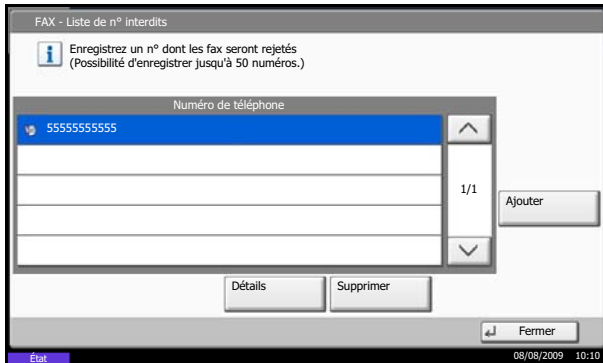 FAX - Liste de n° interdits
Enregistrez un n° dont les fax seront rejetés
(Possibilité d'enregistrer jusqu'à 50 numéros.)
Numéro de téléphone
55555555555
1/1
Ajouter
Détails
Supprimer
Fermer
État
08/08/2009 10:10